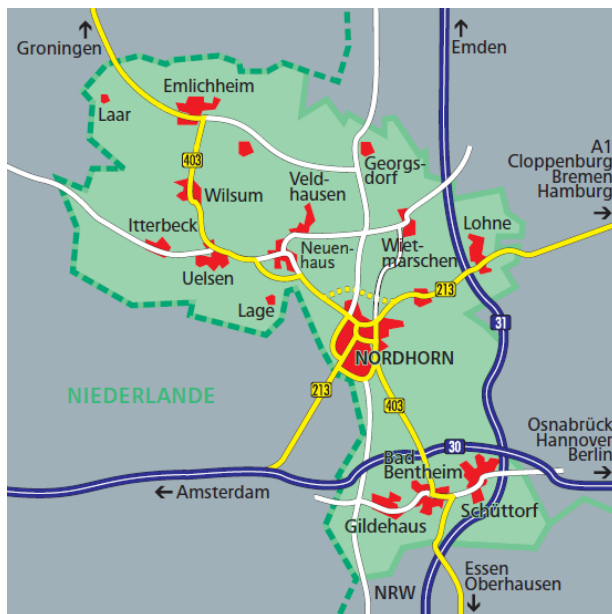 Groningen
Emden
Emlichheim
Laar
A1
Cloppenburg
Bremen
Hamburg
Georgs-
dorf
403
Wilsum
Veld-
hausen
Itterbeck
Lohne
Neuen-
haus
Wiet-
marschen
Uelsen
Lage
213
31
NORDHORN
NIEDERLANDE
213
403
Osnabrück
Hannover
Berlin
30
Bad
Bentheim
Amsterdam
Schüttorf
Gildehaus
Essen
Oberhausen
NRW